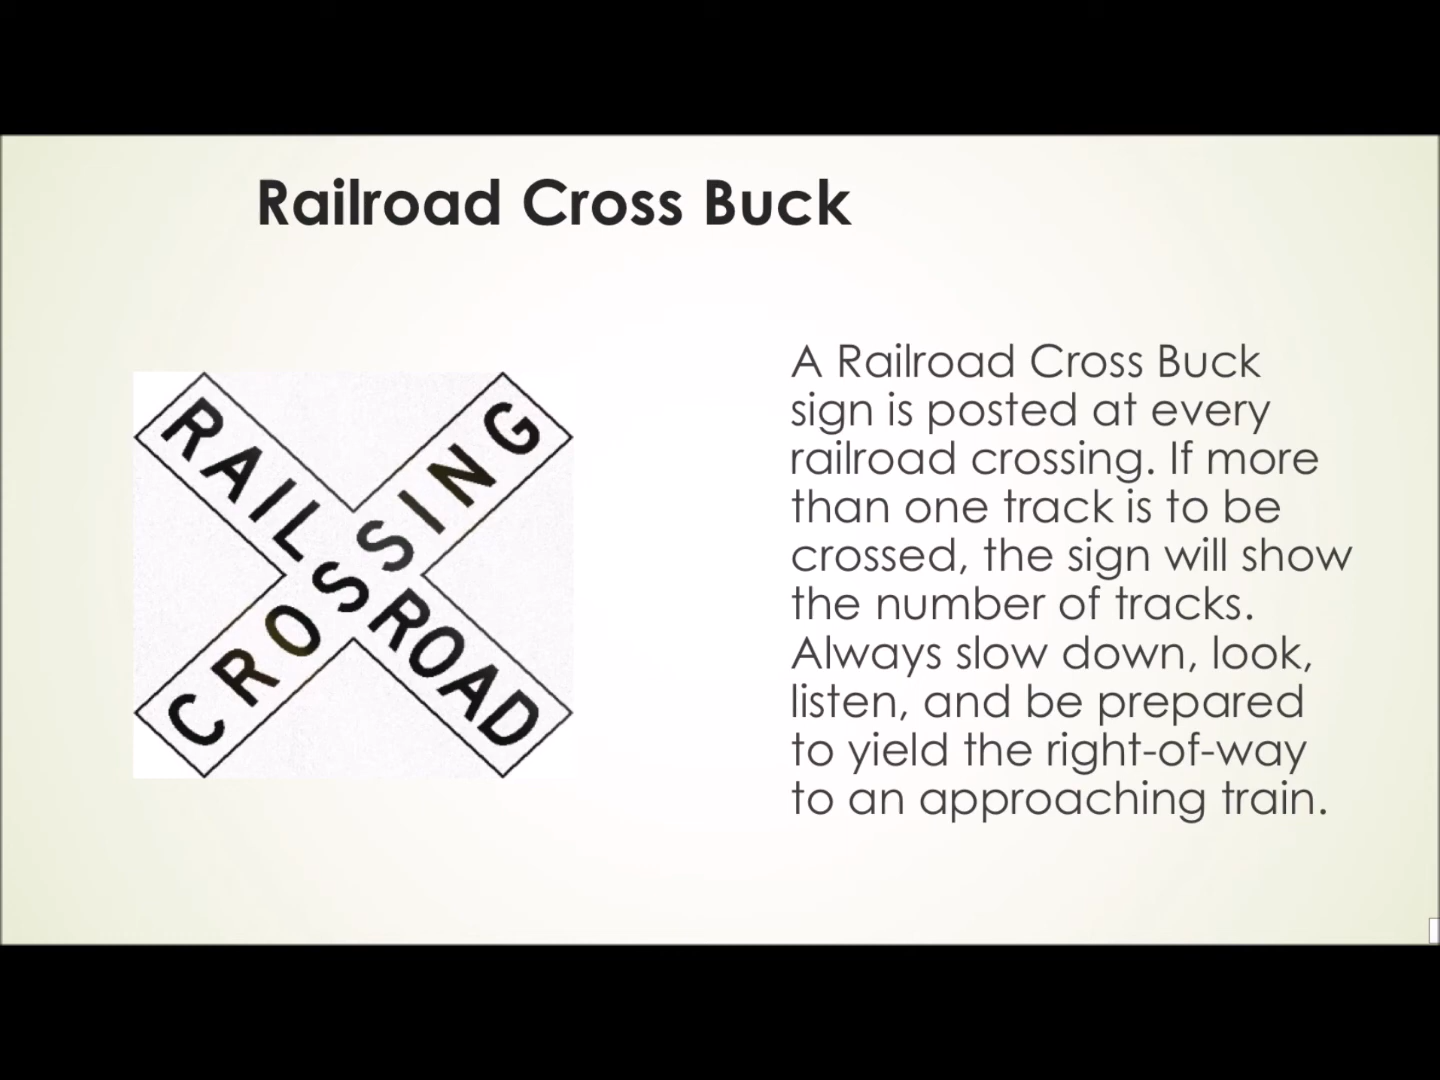 Railroad Cross Buck
RAILROAD
CROSSING
A Railroad Cross Buck
sign is posted at every
railroad crossing. If more
than one track is to be
crossed, the sign will show
the number of tracks.
Always slow down, look,
listen, and be prepared
to yield the right-of-way
to an approaching train.